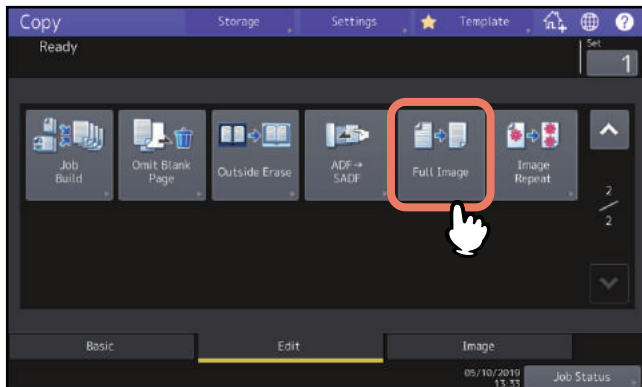 Copy
Storage
Settings
Template
?
Ready
Set
1
Job
Build
Omit Blank
Page
Outside Erase
ADF→
SADF
Full Image
Image
Repeat
2
2
Basic
Edit
Image
05/10/2019
13:33
Job Status